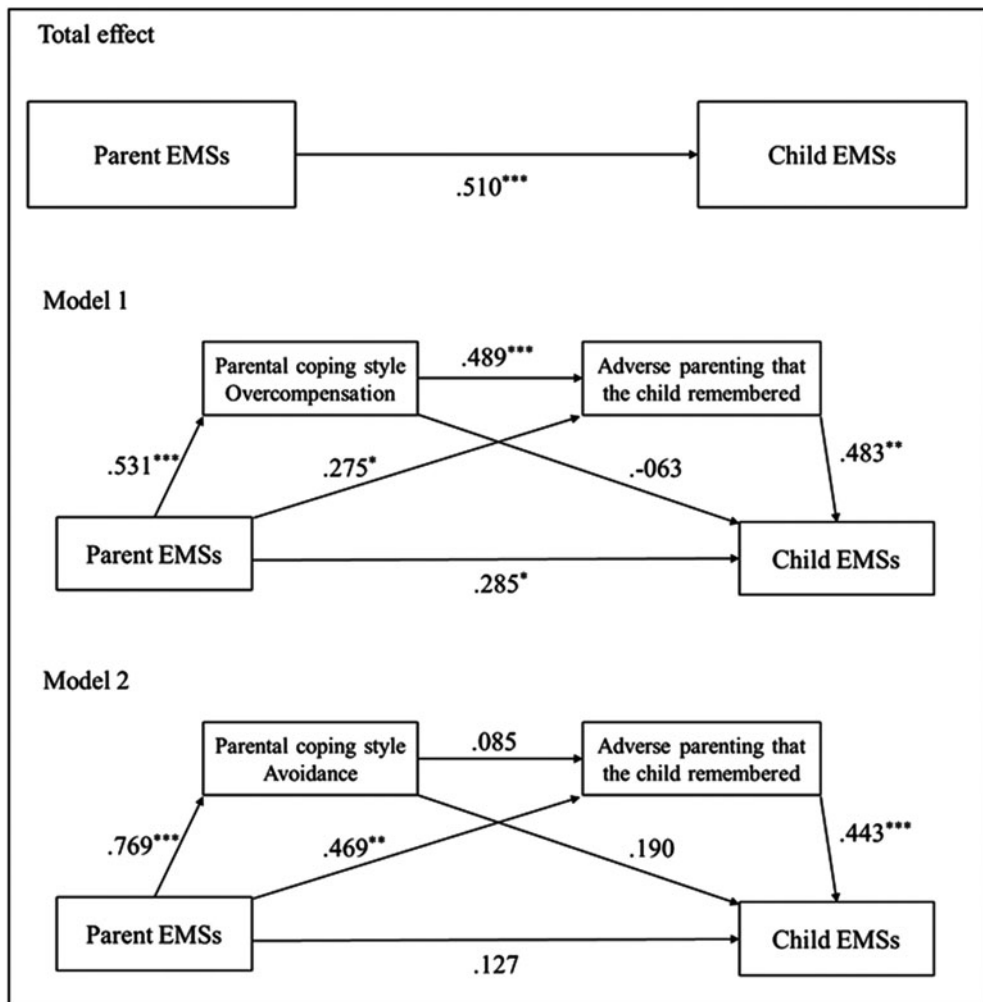 Total effect
Parent EMSs
Child EMSs
.510***
Model 1
Parental coping style
Overcompensation
.489***
Adverse parenting that
the child remembered
.531***
.275*
.-063
.483**
Parent EMSs
Child EMSs
.285*
Model 2
Parental coping style
Avoidance
.085
Adverse parenting that
the child remembered
.769***
.469**
.190
.443***
Parent EMSs
Child EMSs
.127